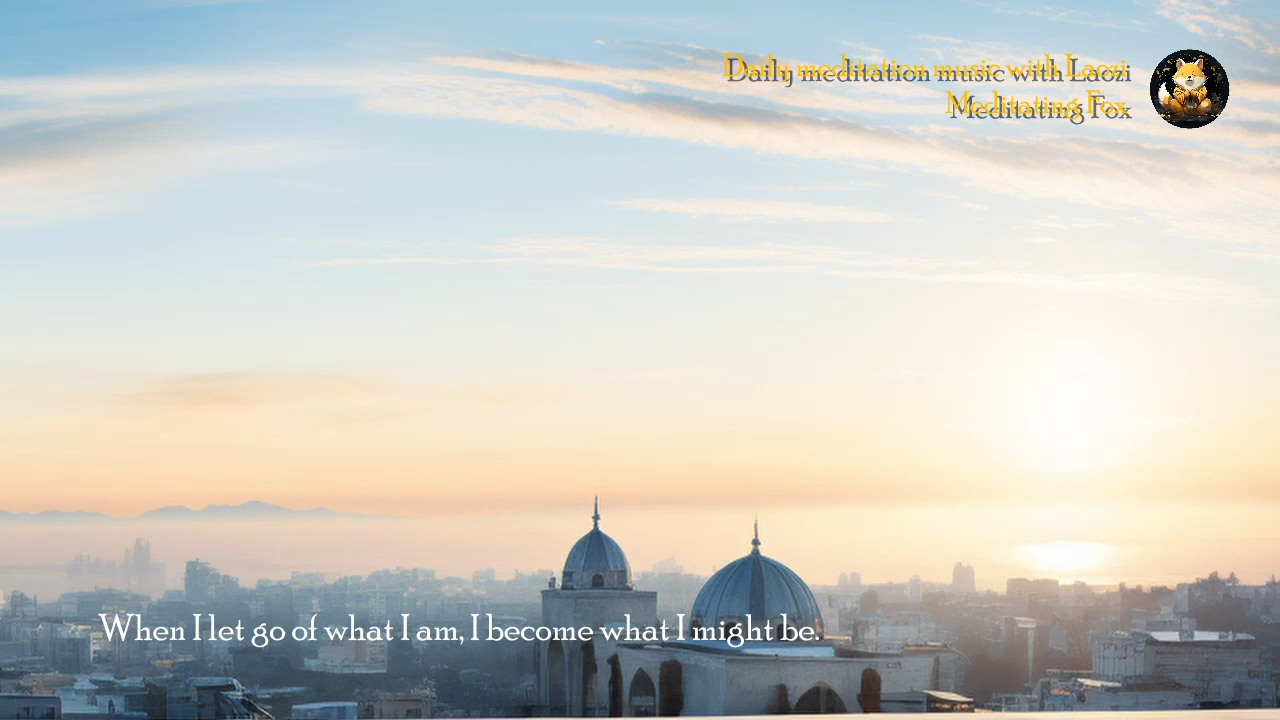 Daily meditation music with Laozi
Meditating Fox
When I let go of what I am, I become what I might be.